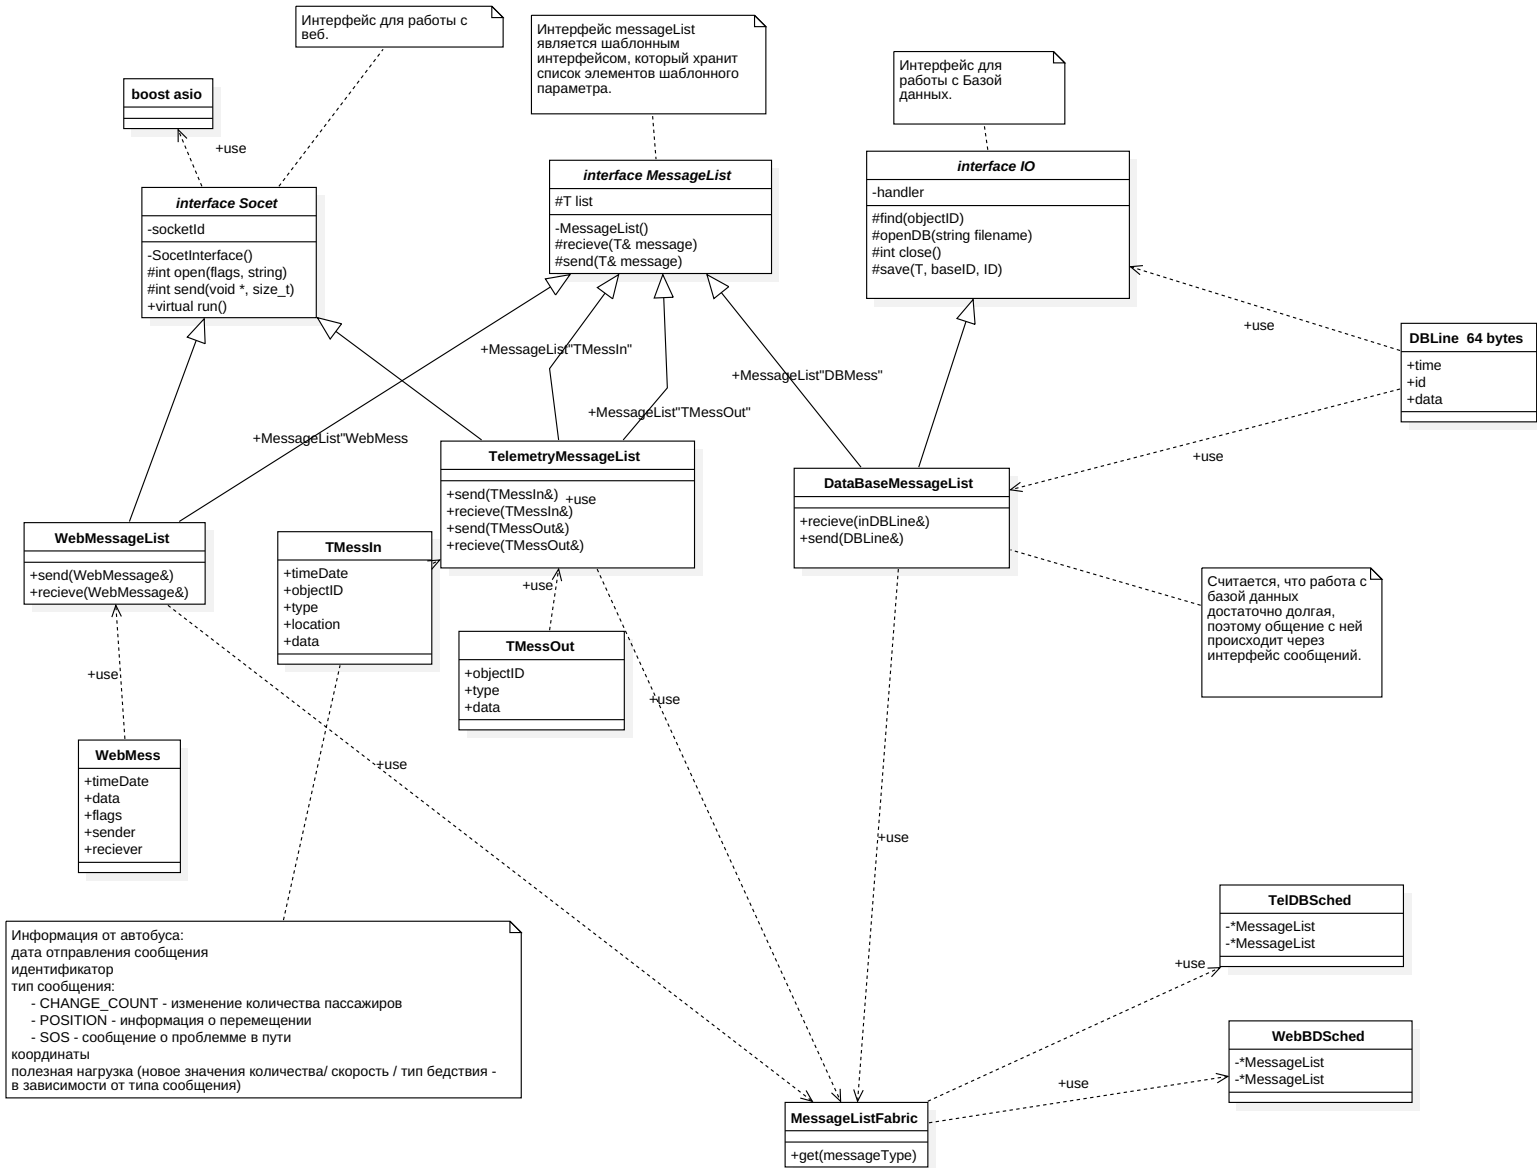 Интерфейс для работы с
веб.
Интерфейс messageList
является шаблонным
интерфейсом, который хранит
список элементов шаблонного
параметра.
Интерфейс для
работы с Базой
данных.
boost asio
+use
interface Socet
-socketId
-SocetInterface()
#int open(flags, string)
#int send(void *, size_t)
+virtual run()
interface MessageList
#T list
-MessageList()
#recieve(T& message)
#send(T& message)
interface IO
-handler
#find(objectID)
#openDB(string filename)
#int close()
#save(T, baseID, ID)
+use
DBLine  64 bytes
+time
+id
+data
+use
+MessageList"TMessIn"
+MessageList"DBMess"
+MessageList"TMessOut"
+MessageList"WebMess
TelemetryMessageList
+send(TMessIn&)
+recieve(TMessIn&)
+send(TMessOut&)
+recieve(TMessOut&)
+use
DataBaseMessageList
+recieve(inDBLine&)
+send(DBLine&)
WebMessageList
+send(WebMessage&)
+recieve(WebMessage&)
TMessIn
+timeDate
+objectID
+type
+location
+data
+use
TMessOut
+objectID
+type
+data
Считается, что работа с
базой данных
достаточно долгая,
поэтому общение с ней
происходит через
интерфейс сообщений.
+use
+use
WebMess
+timeDate
+data
+flags
+sender
+reciever
+use
+use
Информация от автобуса:
дата отправления сообщения
идентификатор
тип сообщения:
- CHANGE_COUNT - изменение количества пассажиров
- POSITION - информация о перемещении
- SOS - сообщение о проблемме в пути
координаты
полезная нагрузка (новое значения количества/ скорость / тип бедствия -
в зависимости от типа сообщения)
TelDBSched
-*MessageList
-*MessageList
+use
WebBDSched
-*MessageList
-*MessageList
+use
MessageListFabric
+get(messageType)